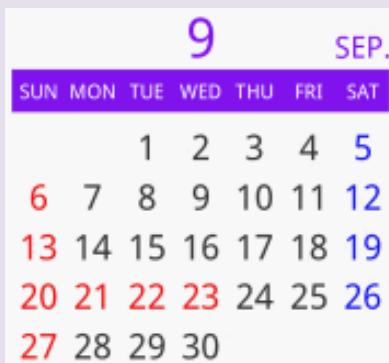 9 SEP.
SUN MON TUE WED THU FRI SAT
1 2 3 4 5
6 7 8 9 10 11 12
13 14 15 16 17 18 19
20 21 22 23 24 25 26
27 28 29 30